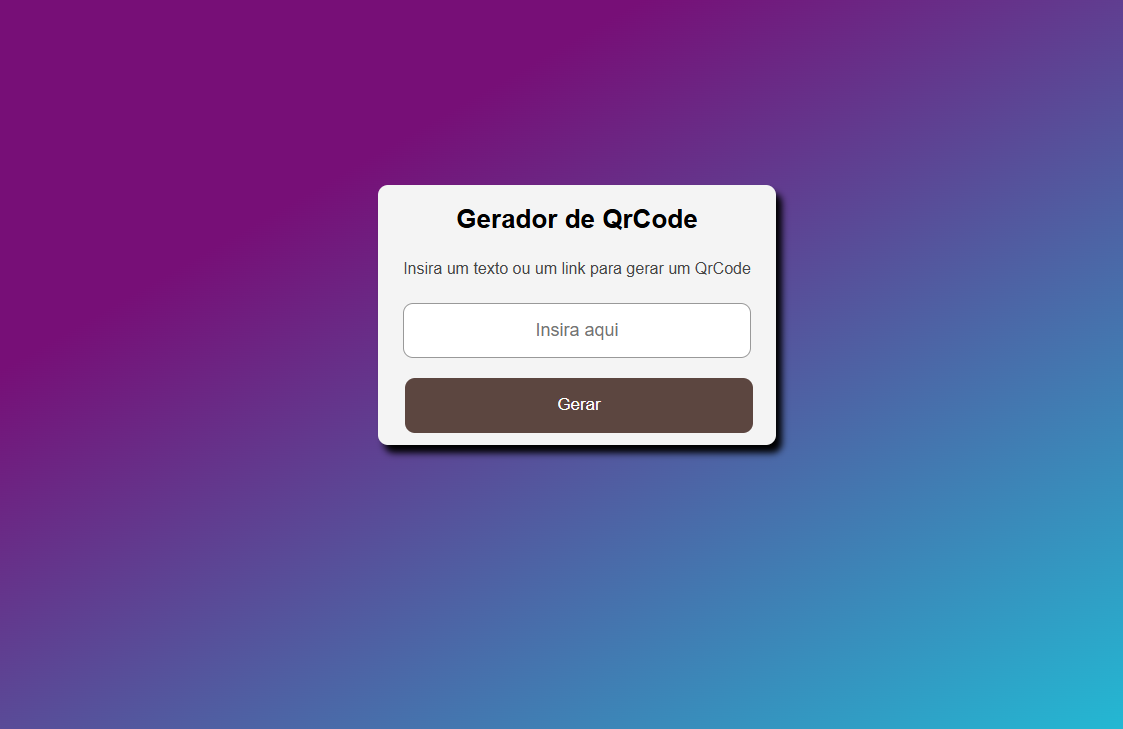 Gerador de QrCode
Insira um texto ou um link para gerar um QrCode
Insira aqui
Gerar